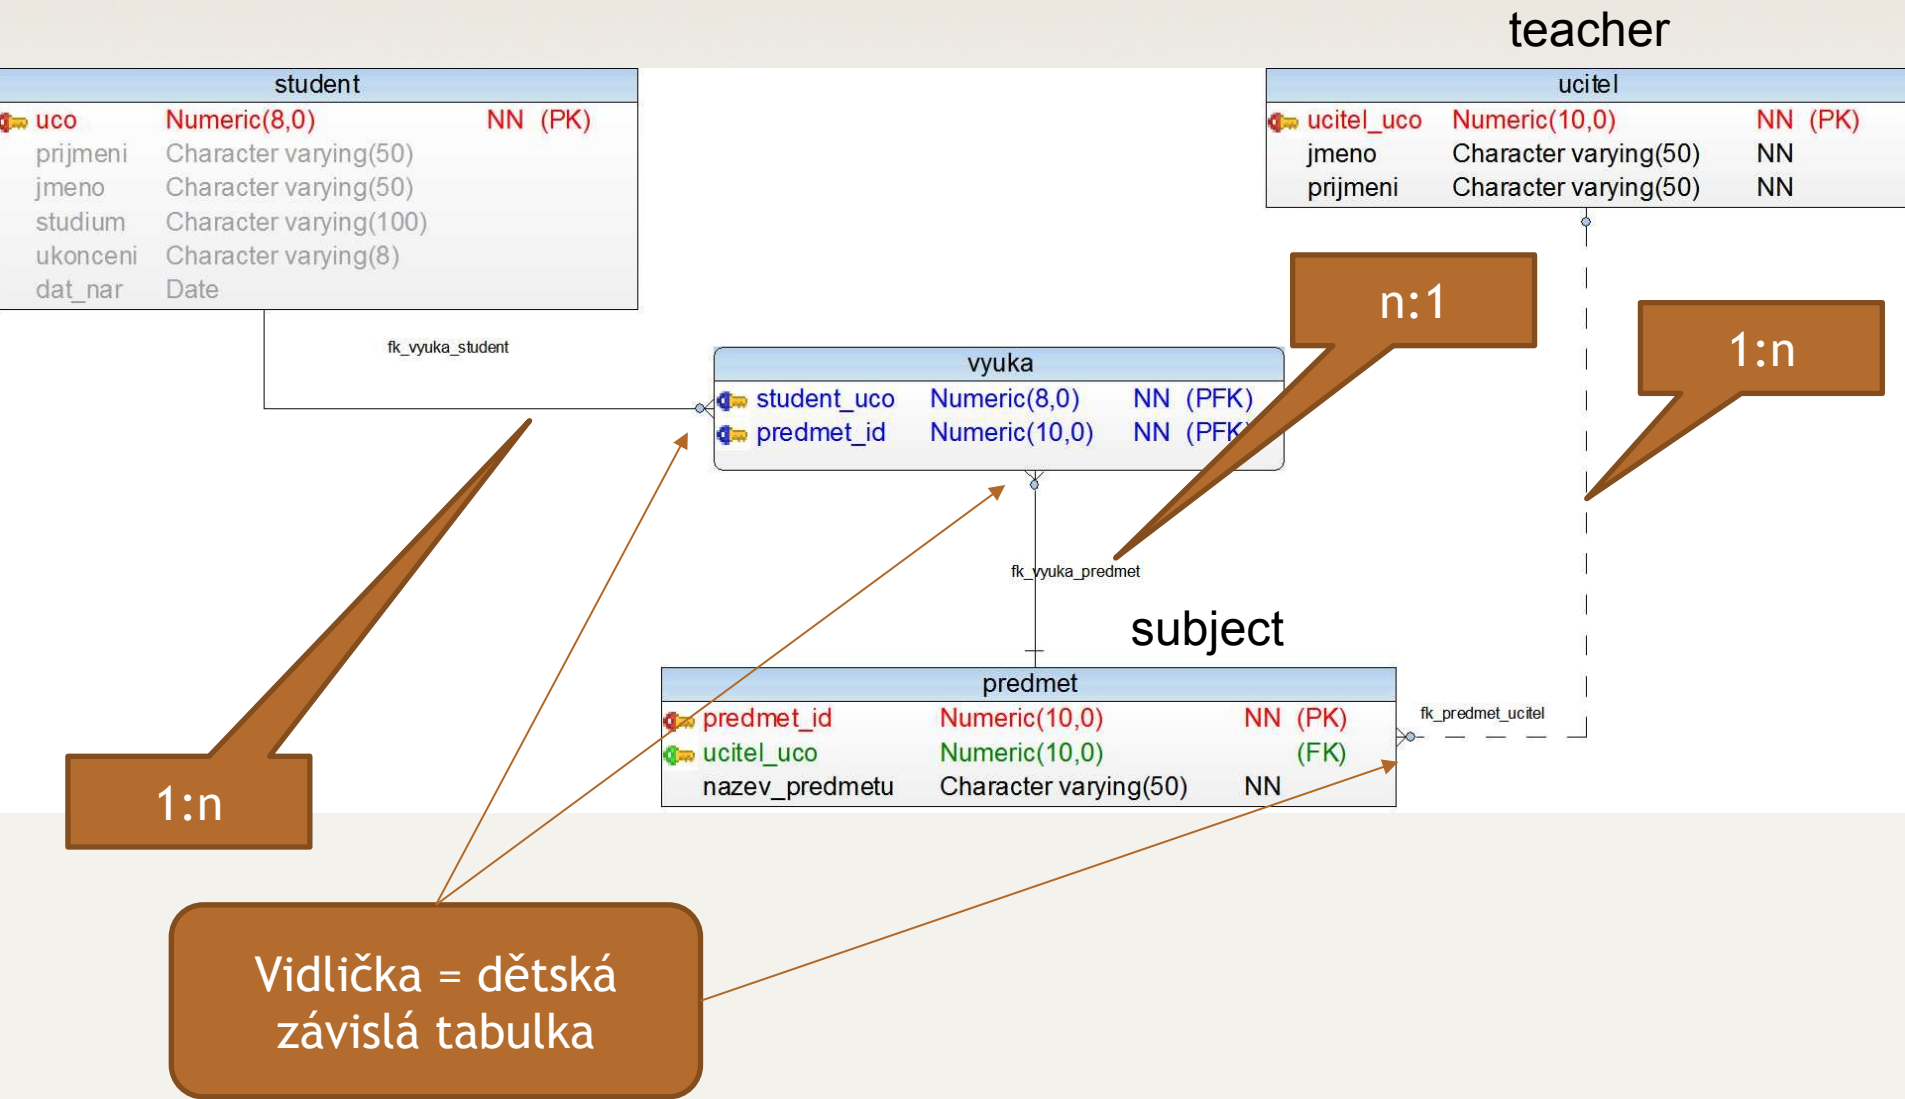 teacher
student
uco Numeric(8,0) NN (PK)
prijmeni Character varying(50)
jmeno Character varying(50)
studium Character varying(100)
ukonceni Character varying(8)
dat_nar Date
ucitel
ucitel_uco Numeric(10,0) NN (PK)
jmeno Character varying(50) NN
prijmeni Character varying(50) NN
n:1
1:n
fk_vyuka_student
vyuka
student_uco Numeric(8,0) NN (PFK)
predmet_id Numeric(10,0) NN (PFK)
fk_vyuka_predmet
subject
predmet
predmet_id Numeric(10,0) NN (PK)
ucitel_uco Numeric(10,0) (FK)
nazev_predmetu Character varying(50) NN
fk_predmet_ucitel
1:n
Vidlička = dětská
závislá tabulka